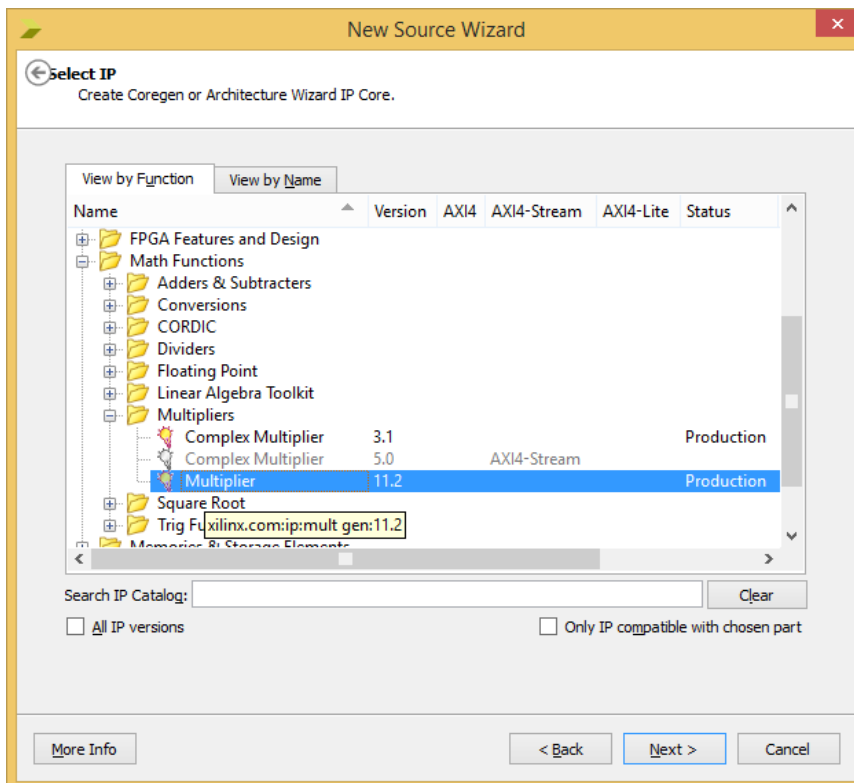 New Source Wizard
Select IP
Create Coregen or Architecture Wizard IP Core.
View by Function View by Name
Name Version AXI4 AXI4-Stream AXI4-Lite Status
FPGA Features and Design
Math Functions
Adders & Subtracters
Conversions
CORDIC
Dividers
Floating Point
Linear Algebra Toolkit
Multipliers
Complex Multiplier 3.1 Production
Complex Multiplier 5.0 AXI4-Stream
Multiplier 11.2 Production
Square Root
Trig Fu xilinx.com:ip:mult gen:11.2
Memories & Storage Elements
Search IP Catalog: Clear
All IP versions Only IP compatible with chosen part
More Info < Back Next > Cancel